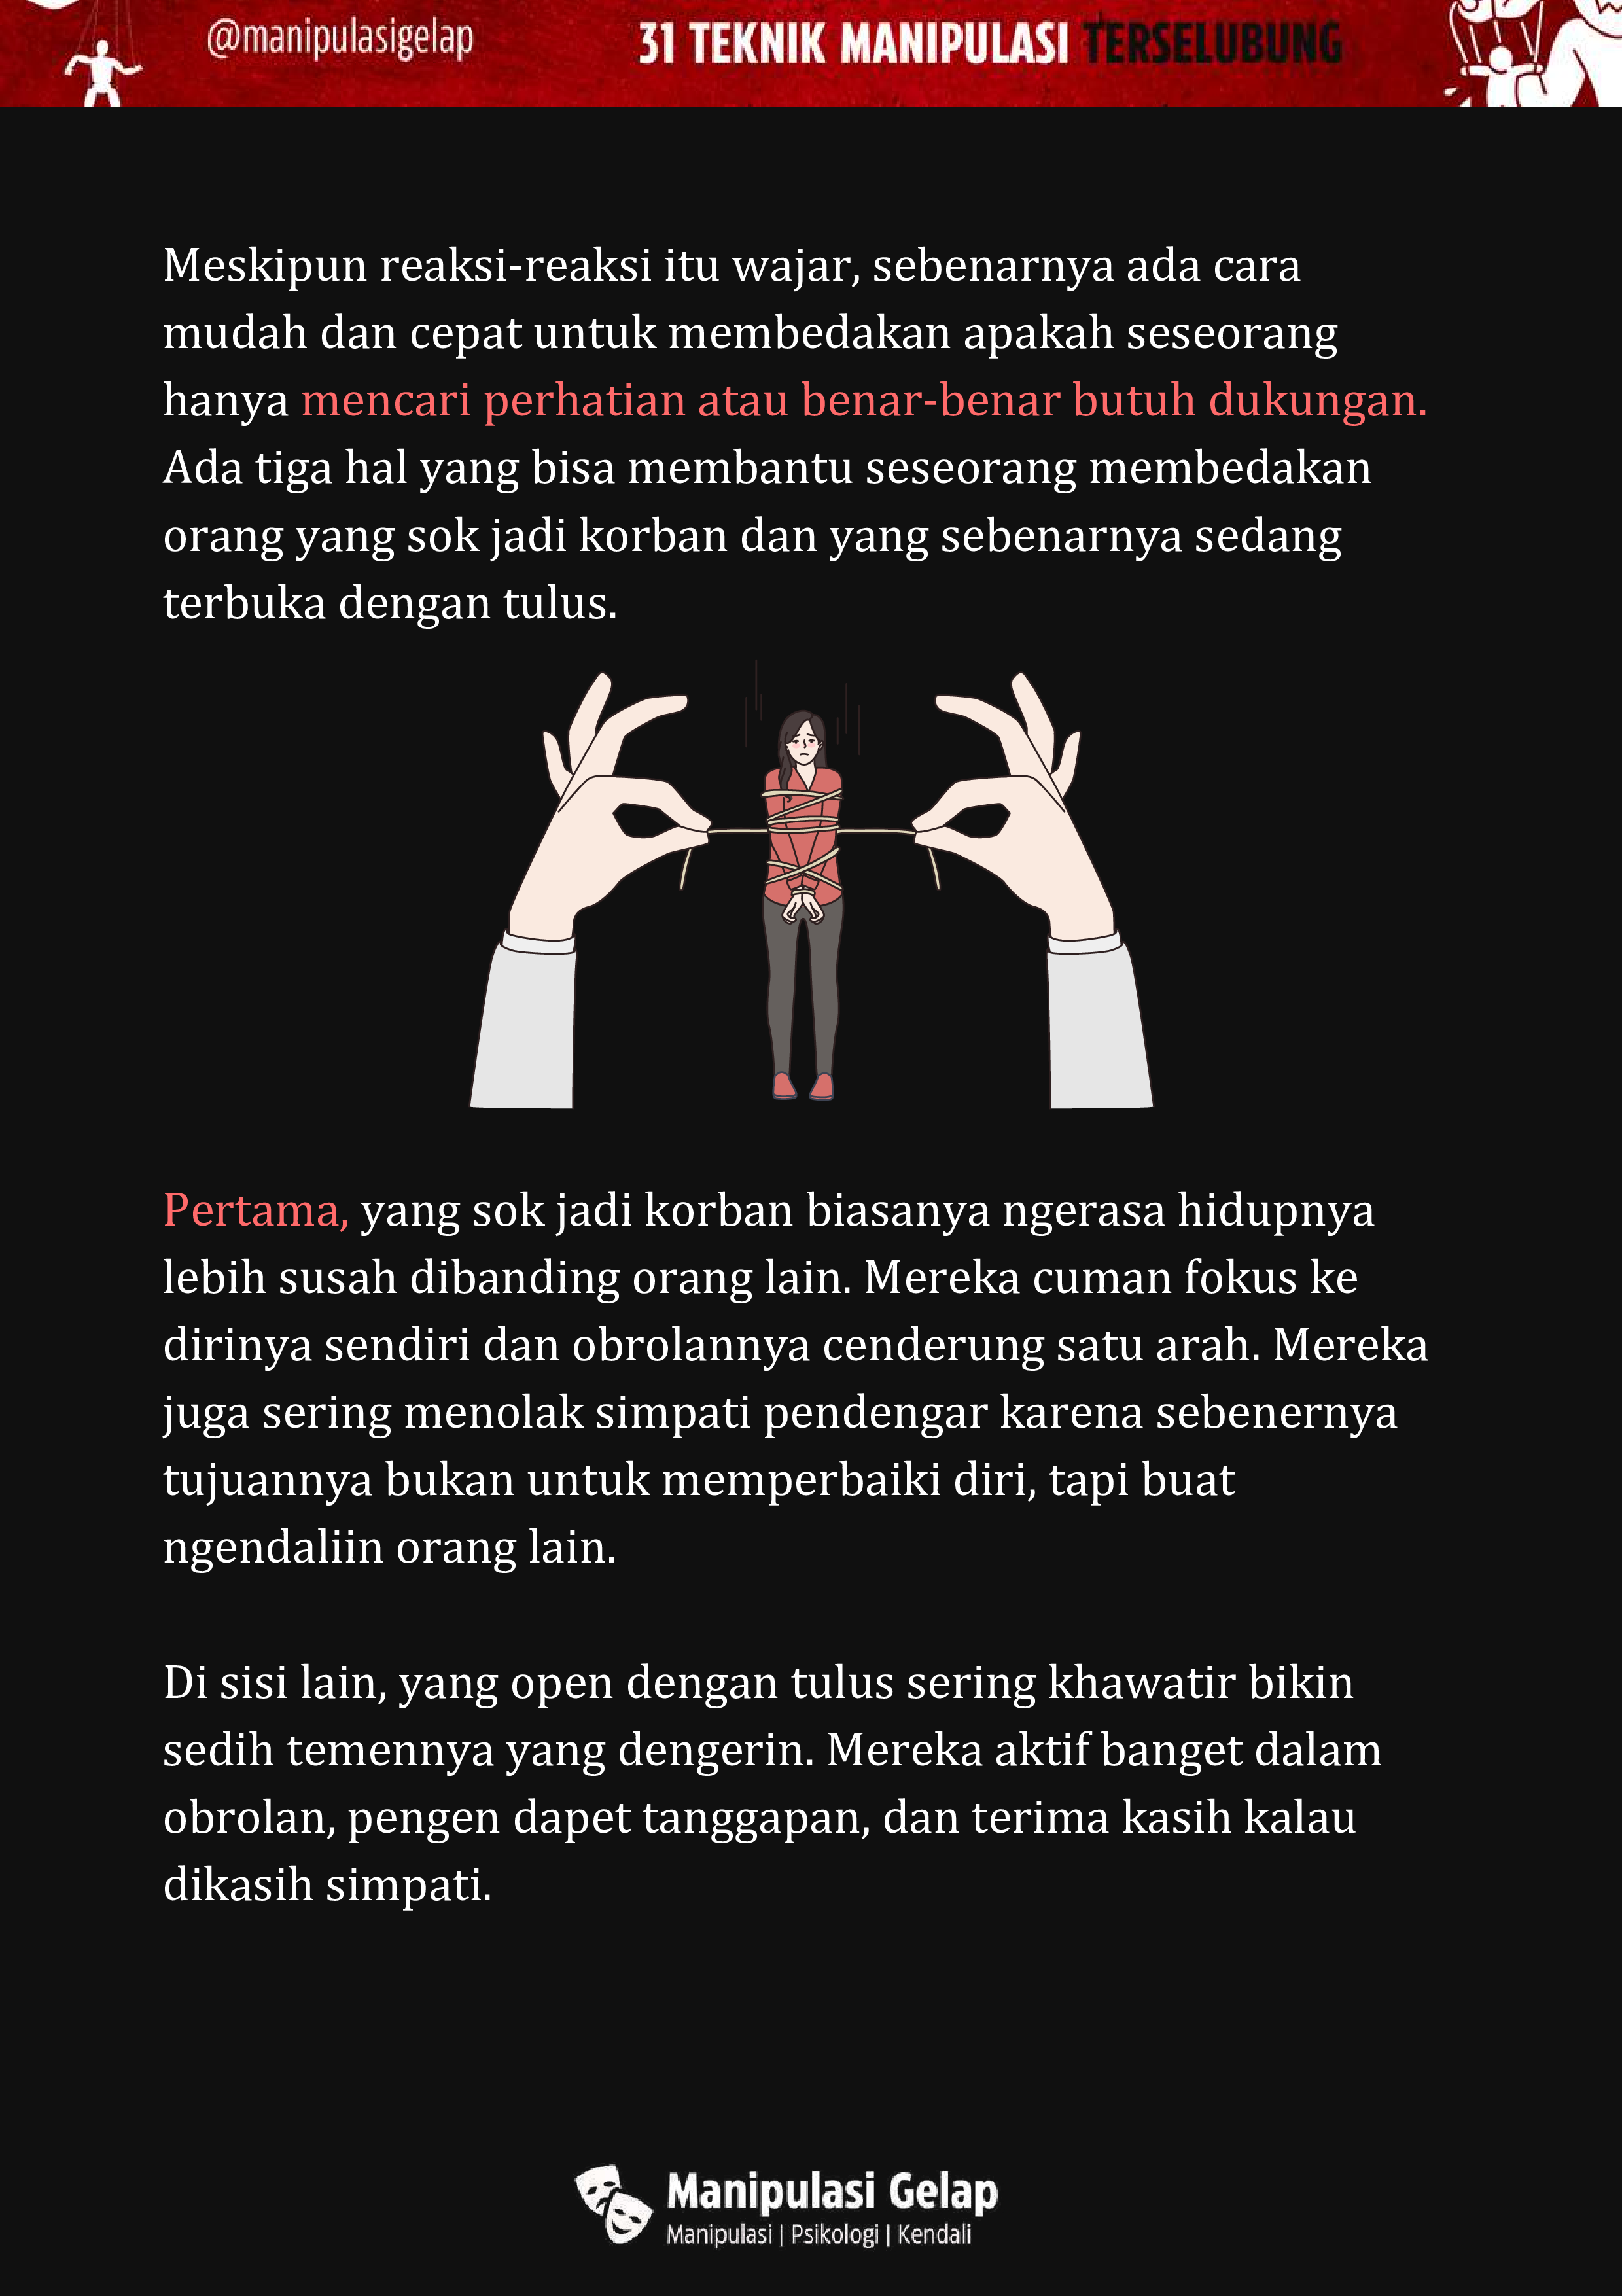 @manipulasigelap
31 TEKNIK MANIPULASI TERSELUBUNG
Meskipun reaksi-reaksi itu wajar, sebenarnya ada cara
mudah dan cepat untuk membedakan apakah seseorang
hanya mencari perhatian atau benar-benar butuh dukungan.
Ada tiga hal yang bisa membantu seseorang membedakan
orang yang sok jadi korban dan yang sebenarnya sedang
terbuka dengan tulus.
Pertama, yang sok jadi korban biasanya ngerasa hidupnya
lebih susah dibanding orang lain. Mereka cuman fokus ke
dirinya sendiri dan obrolannya cenderung satu arah. Mereka
juga sering menolak simpati pendengar karena sebenernya
tujuannya bukan untuk memperbaiki diri, tapi buat
ngendaliin orang lain.
Di sisi lain, yang open dengan tulus sering khawatir bikin
sedih temennya yang dengerin. Mereka aktif banget dalam
obrolan, pengen dapet tanggapan, dan terima kasih kalau
dikasih simpati.
Manipulasi Gelap
Manipulasi | Psikologi | Kendali